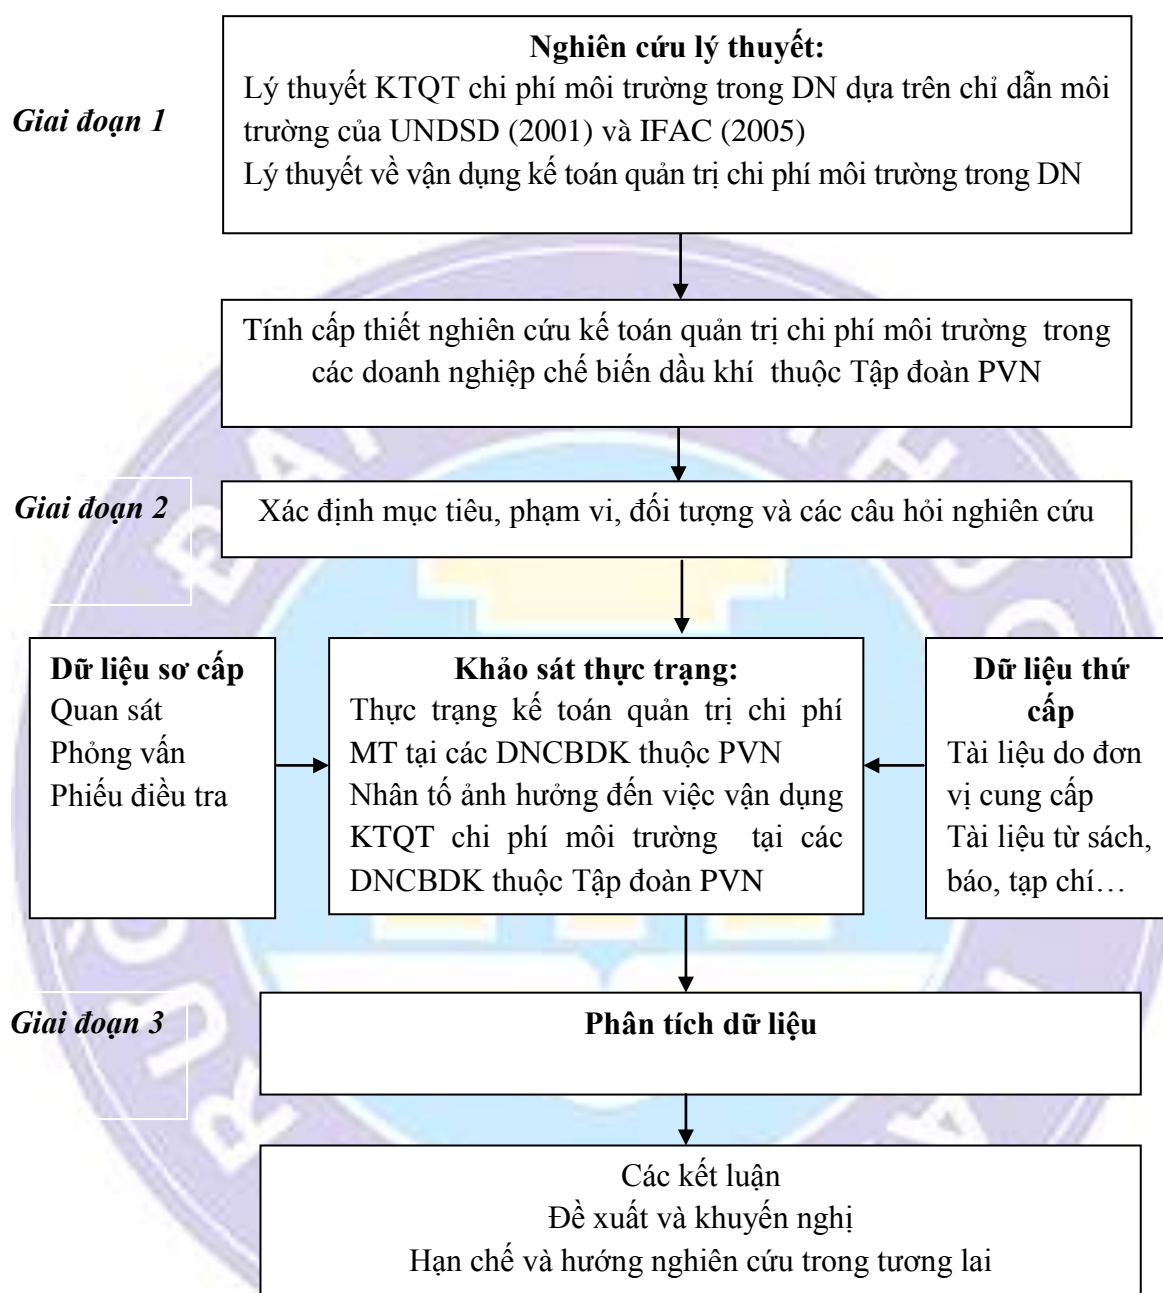 Nghiên cứu lý thuyết:
Lý thuyết KTQT chi phí môi trường trong DN dựa trên chỉ dẫn môi
trường của UNDSD (2001) và IFAC (2005)
Lý thuyết về vận dụng kế toán quản trị chi phí môi trường trong DN
Giai đoạn 1
Tính cấp thiết nghiên cứu kế toán quản trị chi phí môi trường trong
các doanh nghiệp chế biến dầu khí thuộc Tập đoàn PVN
Giai đoạn 2
Xác định mục tiêu, phạm vi, đối tượng và các câu hỏi nghiên cứu
Dữ liệu sơ cấp
Quan sát
Phỏng vấn
Phiếu điều tra
Khảo sát thực trạng:
Thực trạng kế toán quản trị chi phí
MT tại các DNCBDK thuộc PVN
Nhân tố ảnh hưởng đến việc vận dụng
KTQT chi phí môi trường tại các
DNCBDK thuộc Tập đoàn PVN
Dữ liệu thứ
cấp
Tài liệu do đơn
vị cung cấp
Tài liệu từ sách,
báo, tạp chí…
Giai đoạn 3
Phân tích dữ liệu
Các kết luận
Đề xuất và khuyến nghị
Hạn chế và hướng nghiên cứu trong tương lai